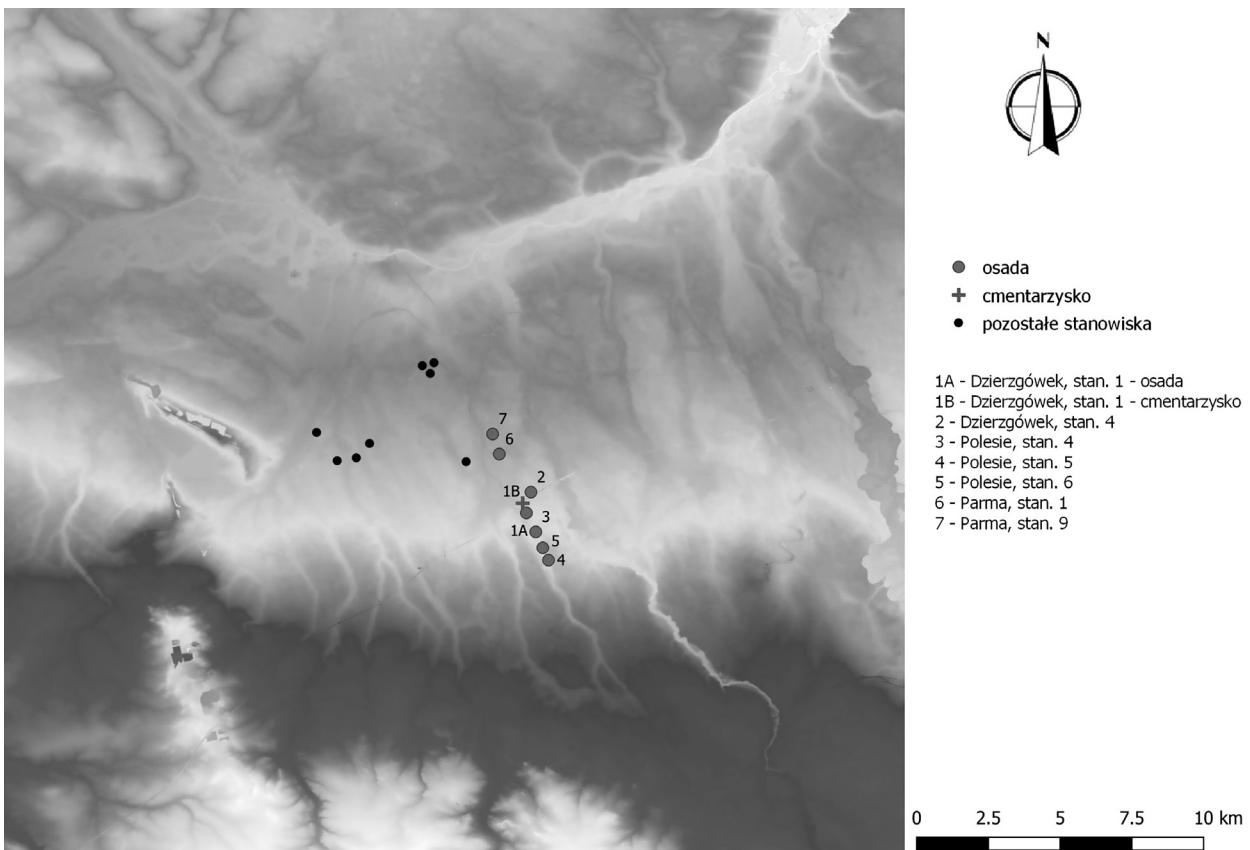 N
osada
cmentarzysko
pozostałe stanowiska
1A - Dzierzgówek, stan. 1 - osada
1B - Dzierzgówek, stan. 1 - cmentarzysko
2 - Dzierzgówek, stan. 4
3 - Polesie, stan. 4
4 - Polesie, stan. 5
5 - Polesie, stan. 6
6 - Parma, stan. 1
7 - Parma, stan. 9
7
6
2
1B
3
1A
5
4
0 2.5 5 7.5 10 km